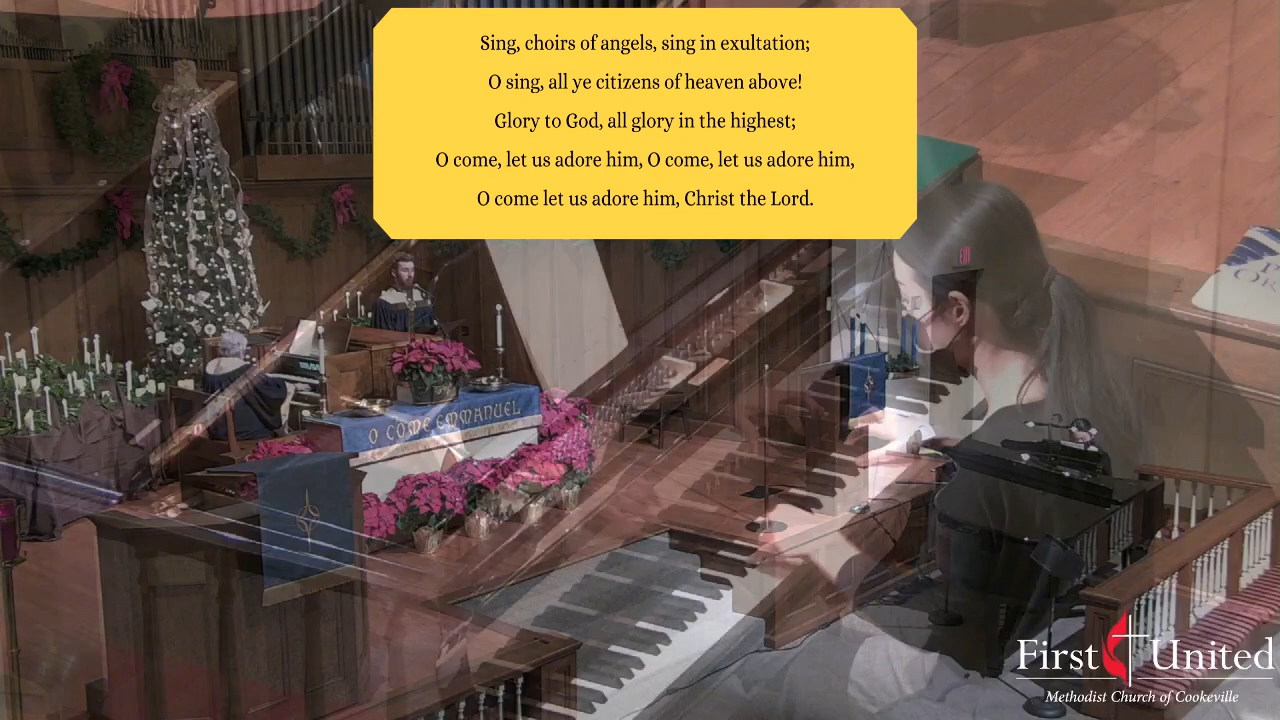 Sing, choirs of angels, sing in exultation;
O sing, all ye citizens of heaven above!
Glory to God, all glory in the highest;
O come, let us adore him, O come, let us adore him,
O come let us adore him, Christ the Lord.
O COME EMMANUEL
First United
Methodist Church of Cookeville